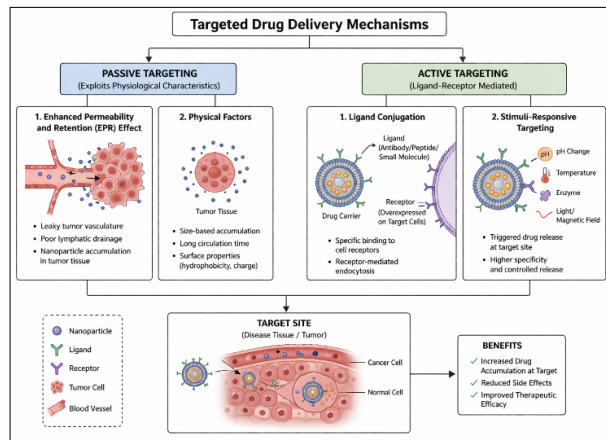 Targeted Drug Delivery Mechanisms
PASSIVE TARGETING
(Exploits Physiological Characteristics)
ACTIVE TARGETING
(Ligand-Receptor Mediated)
1. Enhanced Permeability
and Retention (EPR) Effect
• Leaky tumor vasculature
• Poor lymphatic drainage
• Nanoparticle accumulation
in tumor tissue
2. Physical Factors
Tumor Tissue
• Size-based accumulation
• Long circulation time
• Surface properties
(hydrophobicity, charge)
1. Ligand Conjugation
Ligand
(Antibody/Peptide/
Small Molecule)
Drug Carrier
Receptor
(Overexpressed
on Target Cells)
• Specific binding to
cell receptors
• Receptor-mediated
endocytosis
2. Stimuli-Responsive
Targeting
pH
pH Change
Temperature
Enzyme
Light/
Magnetic Field
• Triggered drug release
at target site
• Higher specificity
and controlled release
Nanoparticle
Ligand
Receptor
Tumor Cell
Blood Vessel
TARGET SITE
(Disease Tissue / Tumor)
Cancer Cell
Normal Cell
BENEFITS
✓ Increased Drug
Accumulation at Target
✓ Reduced Side Effects
✓ Improved Therapeutic
Efficacy